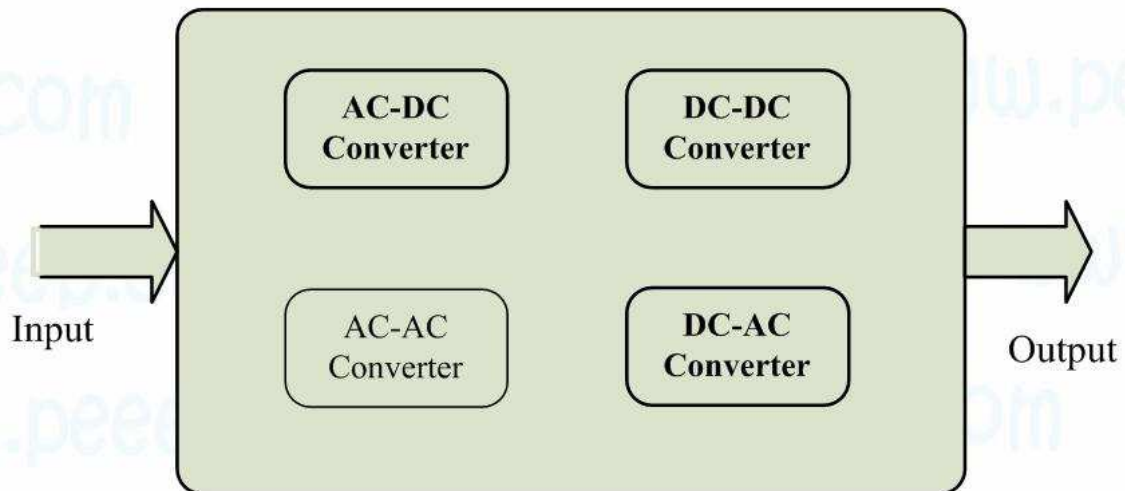 AC-DC
Converter
DC-DC
Converter
Input
AC-AC
Converter
DC-AC
Converter
Output